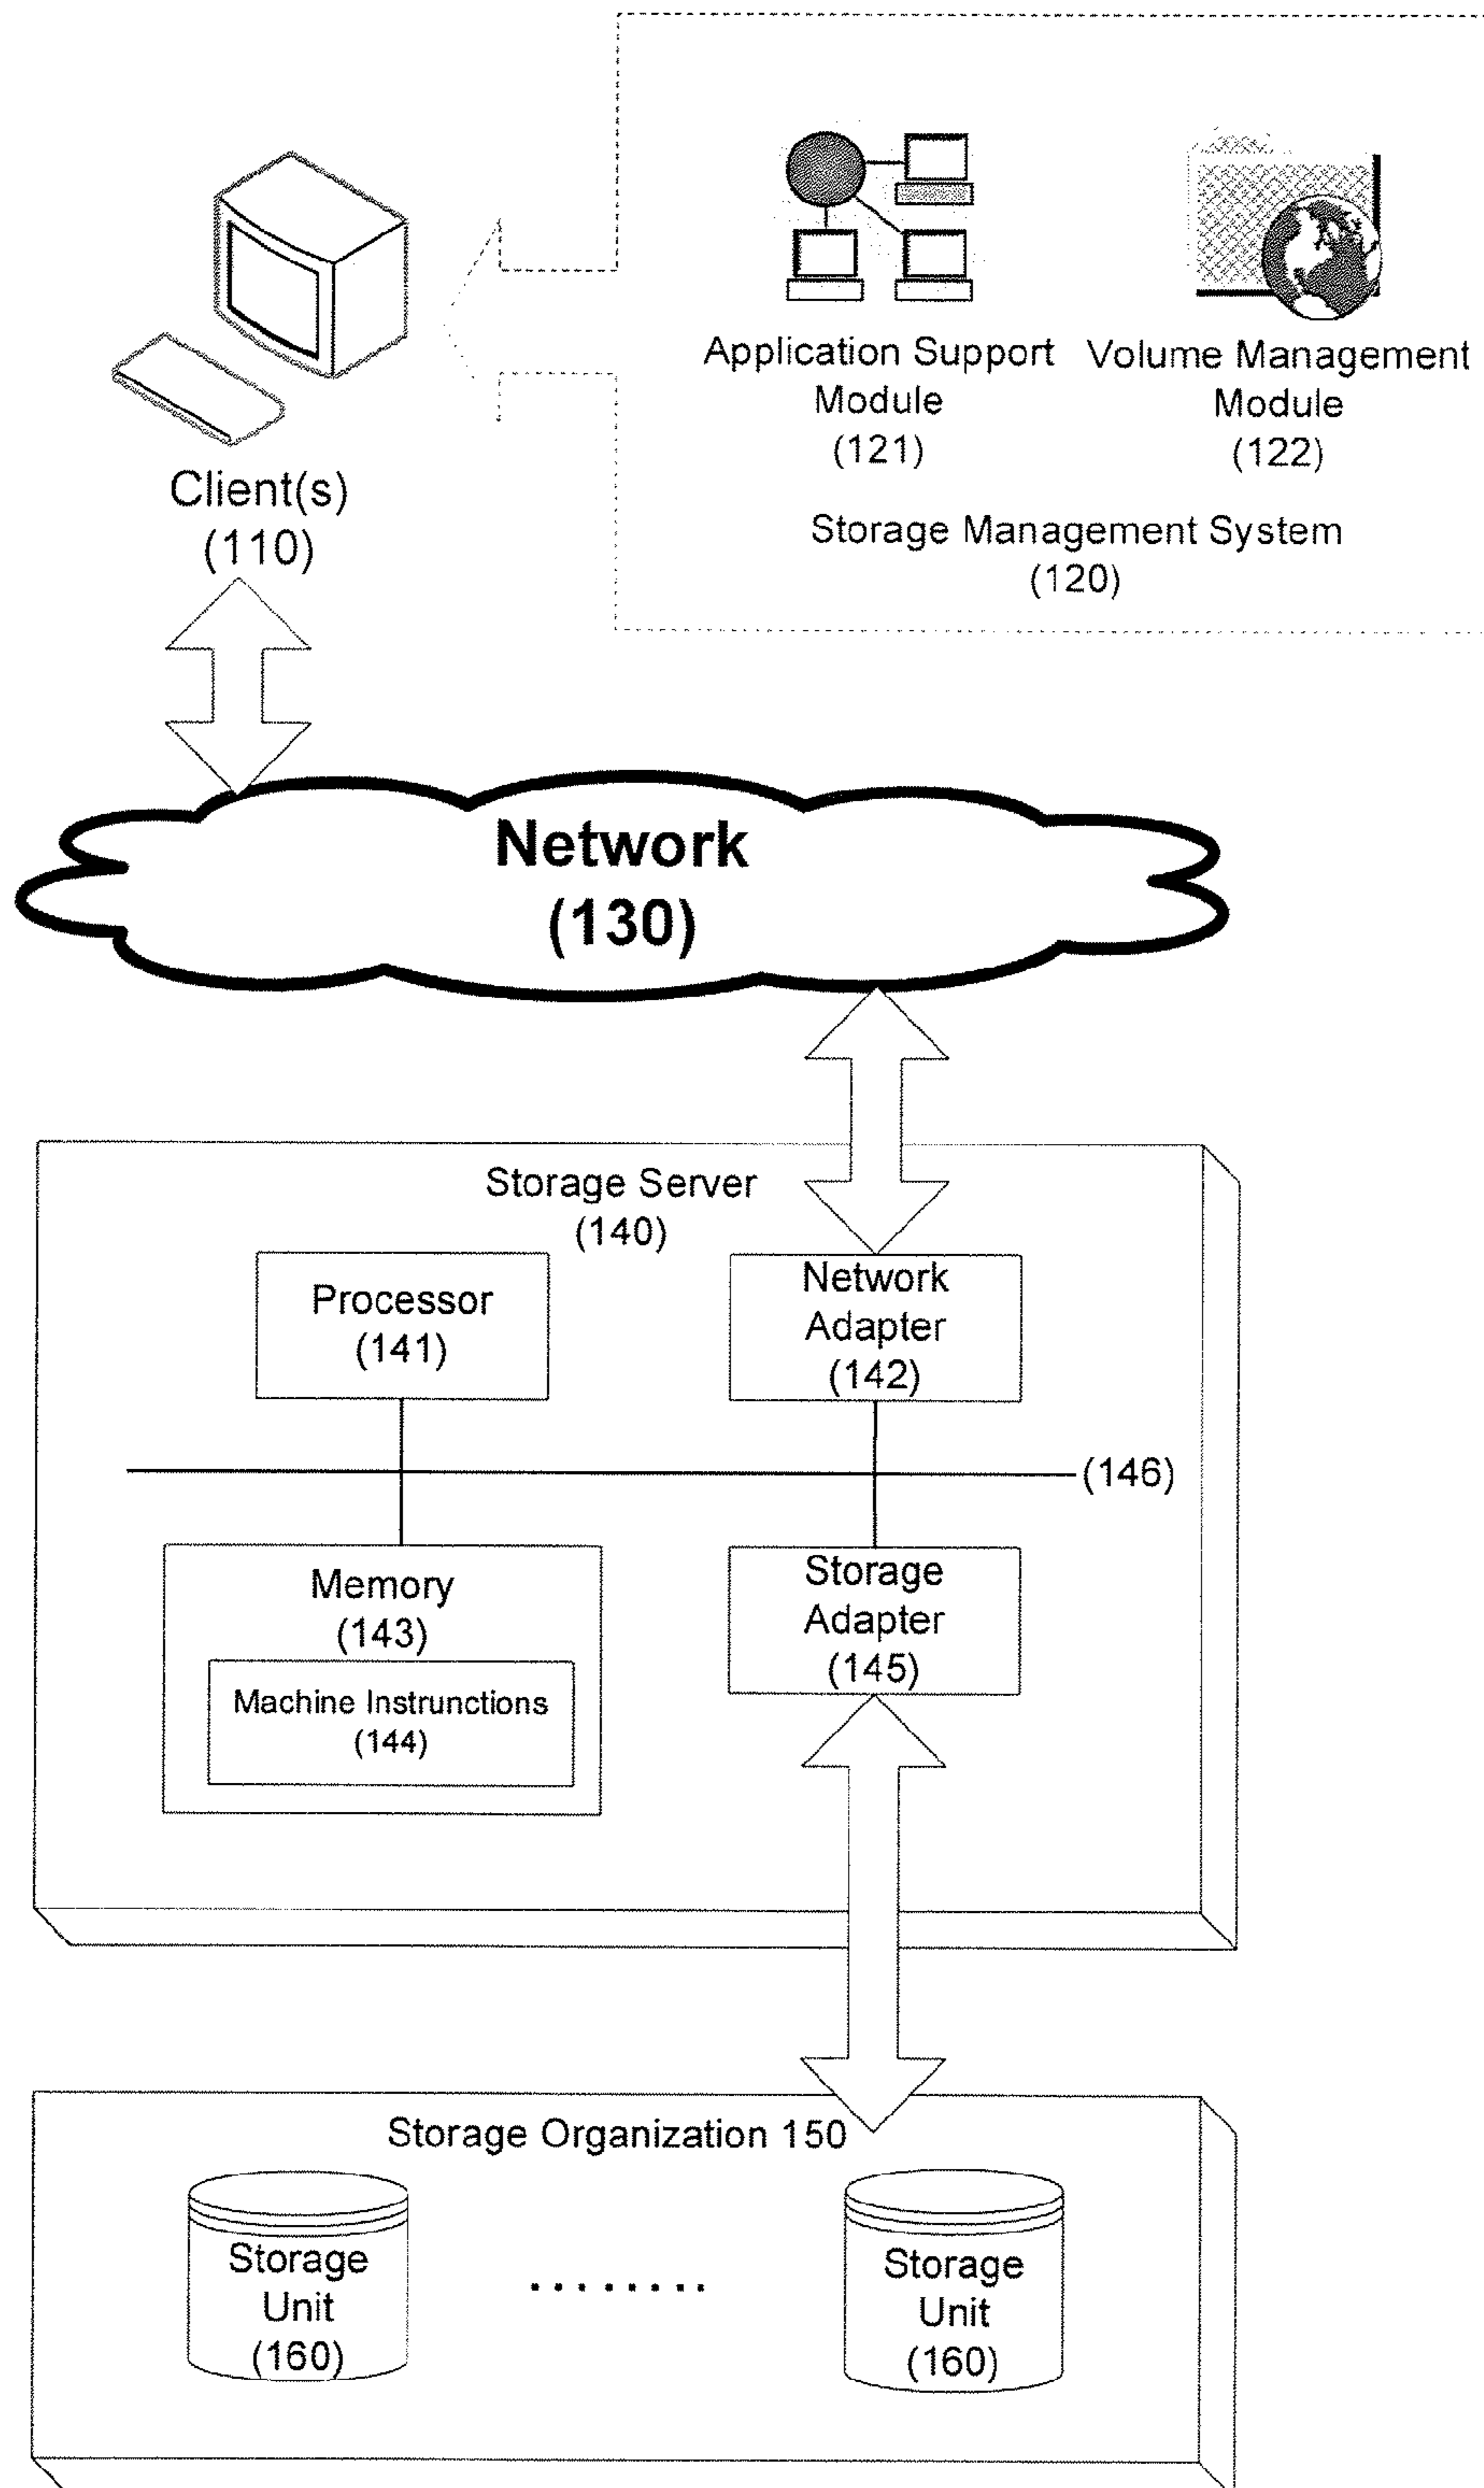 Application Support
Module
(121)
Volume Management
Module
(122)
Storage Management System
(120)
Client(s)
(110)
Network
(130)
Storage Server
(140)
Processor
(141)
Network
Adapter
(142)
(146)
Memory
(143)
Machine Instrunctions
(144)
Storage
Adapter
(145)
Storage Organization 150
Storage
Unit
(160)
........
Storage
Unit
(160)